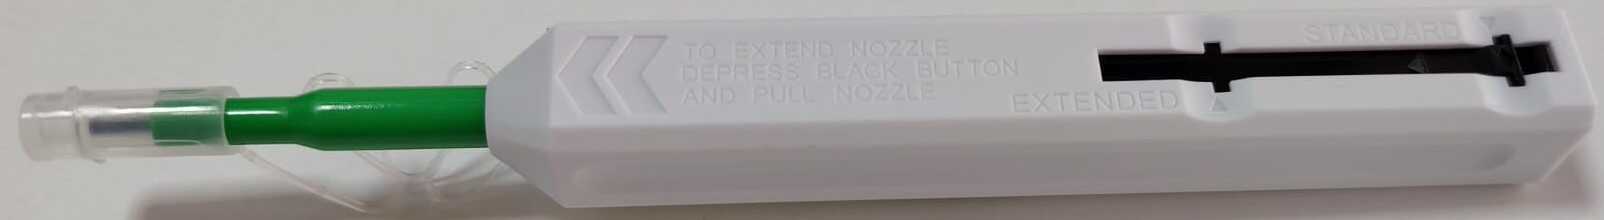 TO EXTEND NOZZLE
DEPRESS BLACK BUTTON
AND PULL NOZZLE
STANDARD
EXTENDED